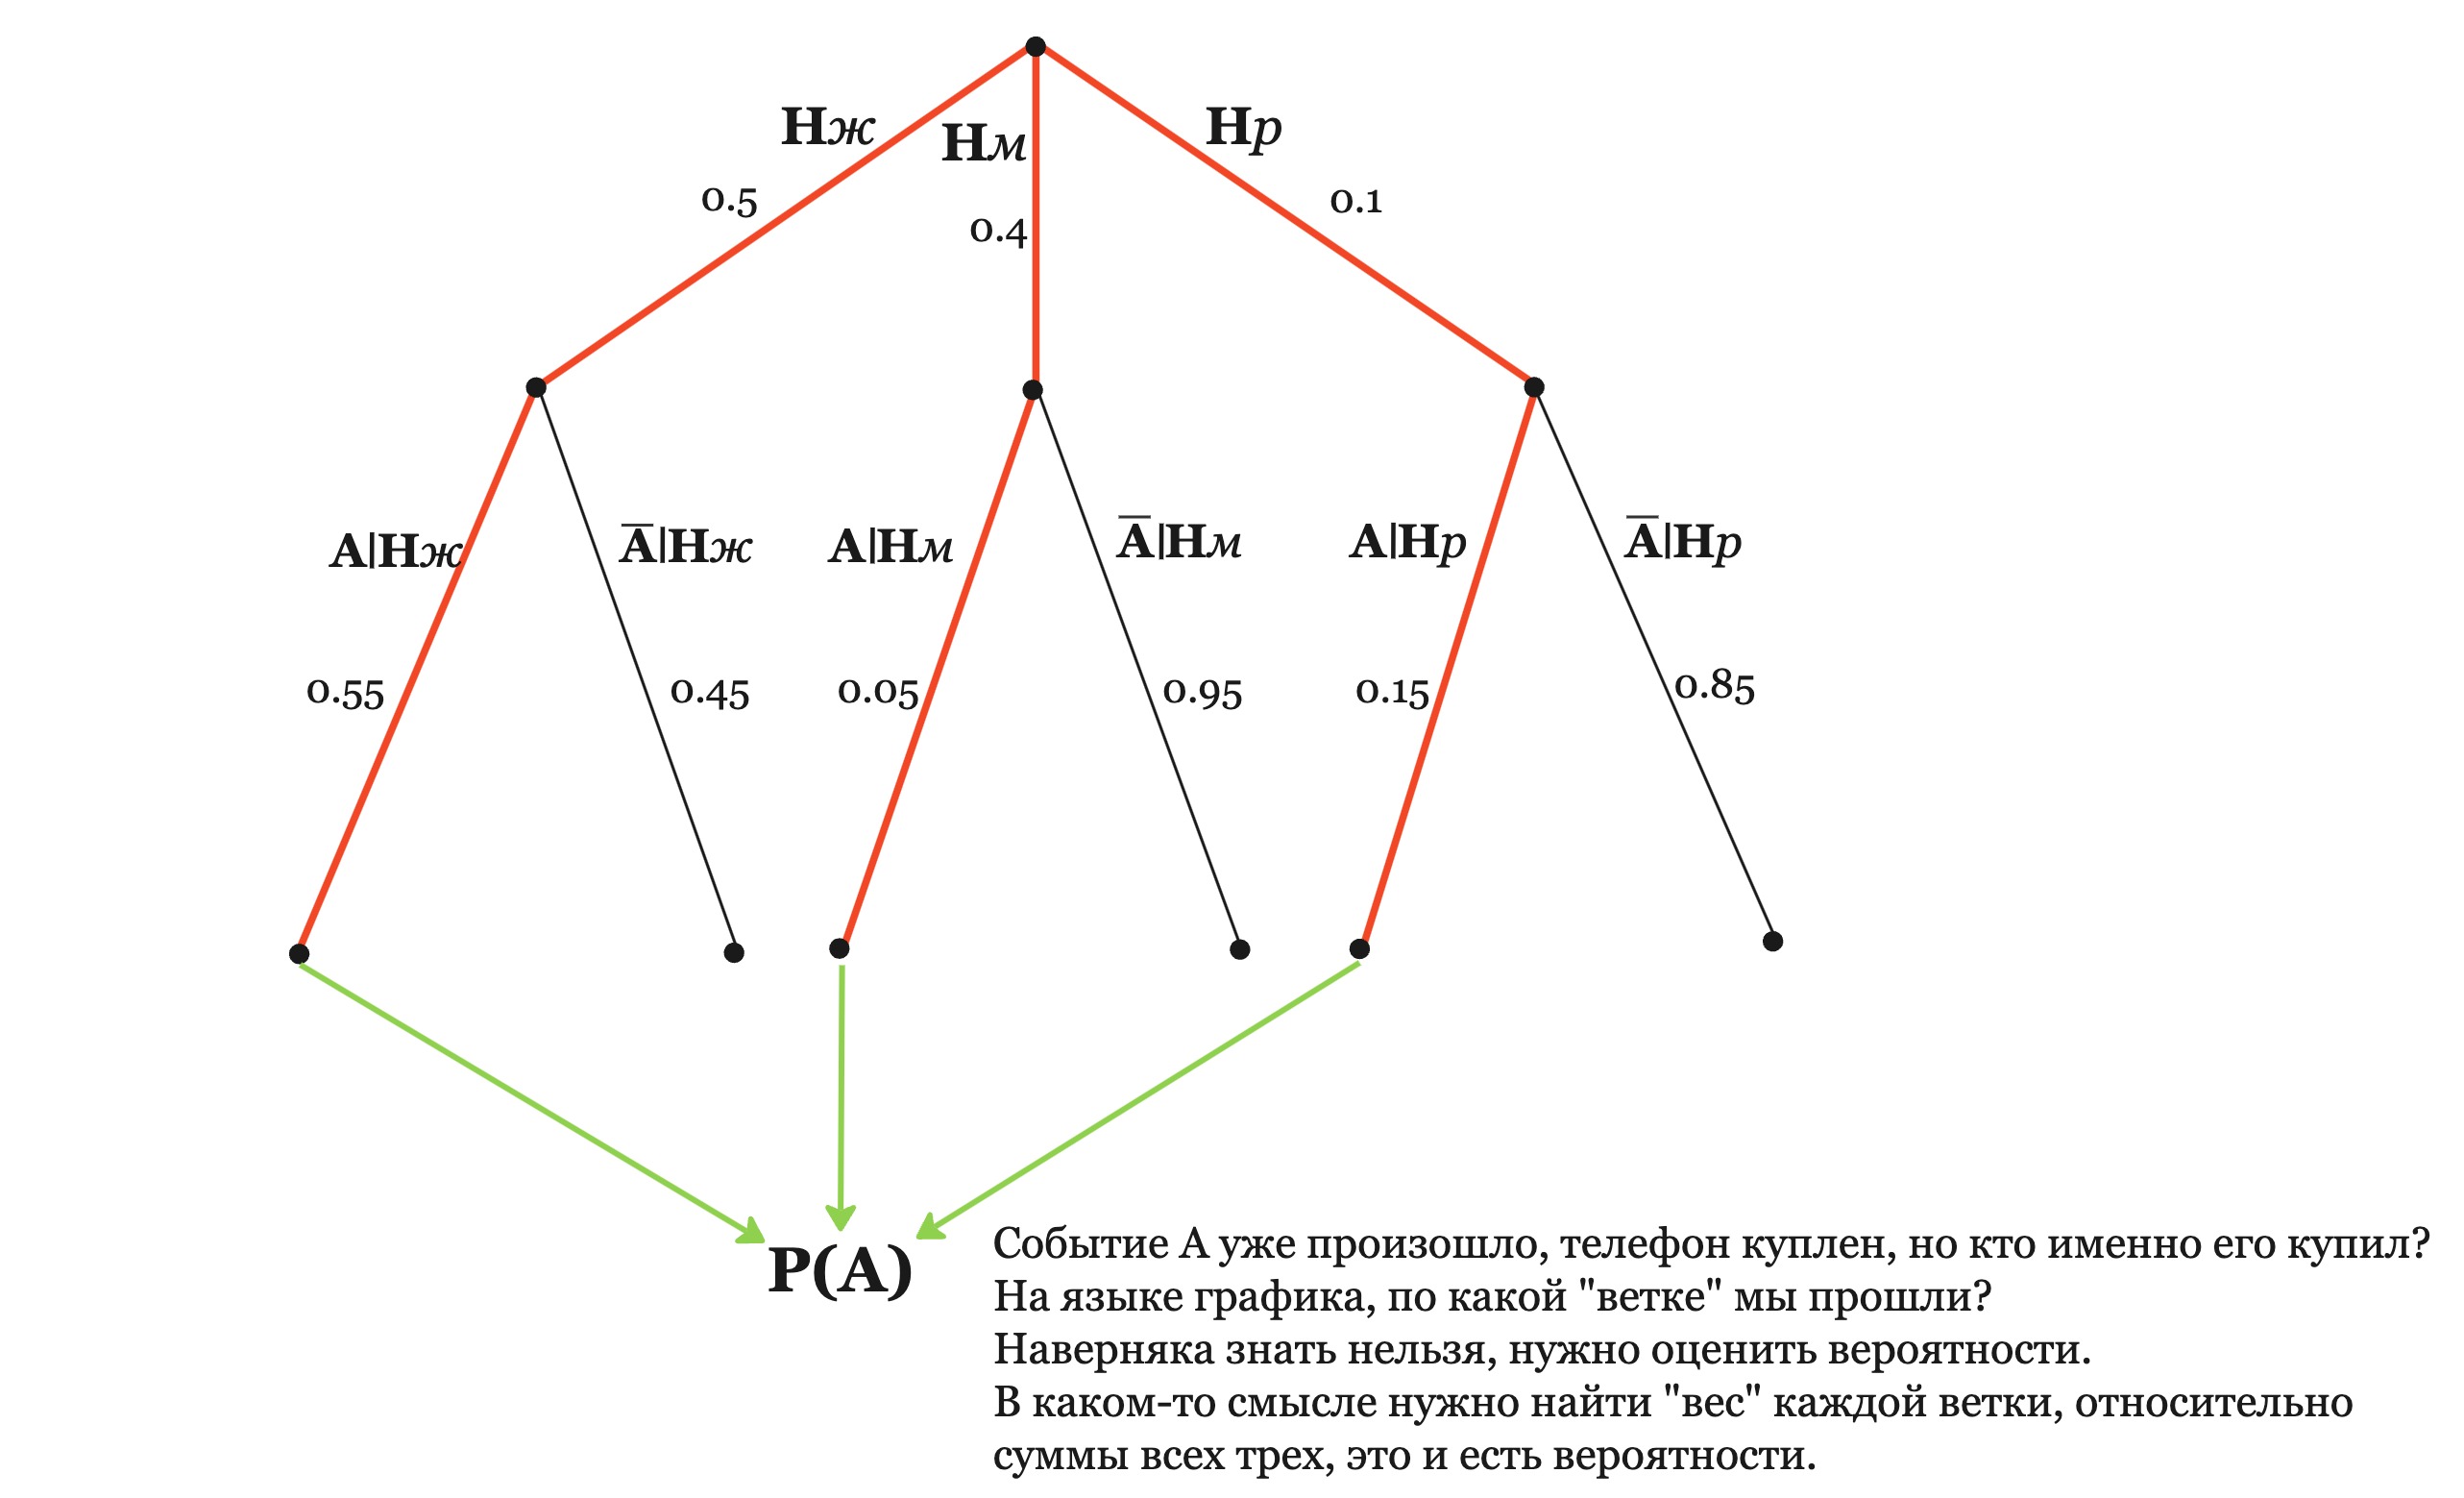 Нж
Нм
Нр
0.5
0.4
0.1
А|Нж
А̅|Нж
А|Нм
А̅|Нм
А|Нр
А̅|Нр
0.55
0.45
0.05
0.95
0.15
0.85
Р(А)
Событие А уже произошло, телефон куплен, но кто именно его купил?
На языке графика, по какой "ветке" мы прошли?
Наверняка знать нельзя, нужно оценить вероятности.
В каком-то смысле нужно найти "вес" каждой ветки, относительно
суммы всех трех, это и есть вероятности.